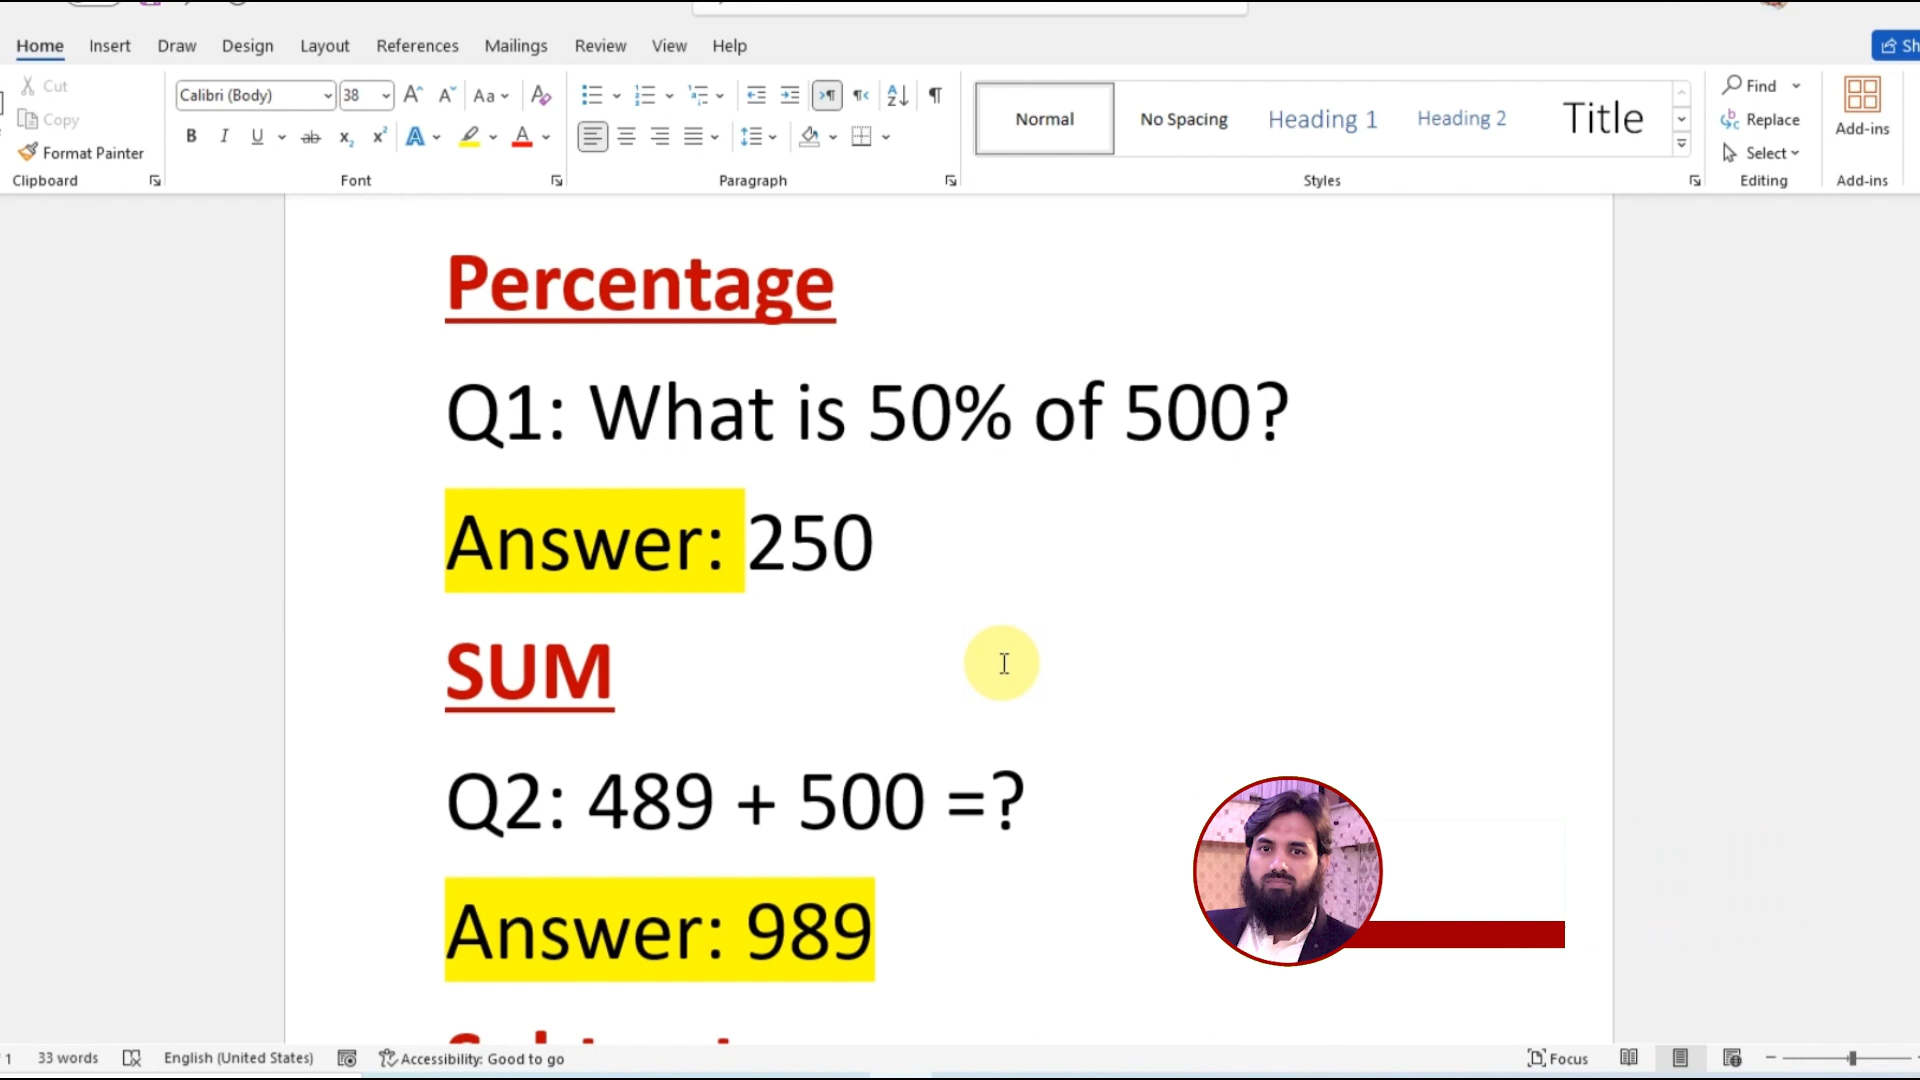 Home Insert Draw Design Layout References Mailings Review View Help Sh
Cut
Copy
Format Painter
Clipboard
Calibri (Body) 38
Font
Paragraph
Normal No Spacing Heading 1 Heading 2 Title
Styles
Find
Replace
Select
Editing
Add-ins
Add-ins
Percentage
Q1: What is 50% of 500?
Answer: 250
SUM
Q2: 489 + 500 =?
Answer: 989
1 33 words English (United States) Accessibility: Good to go Focus